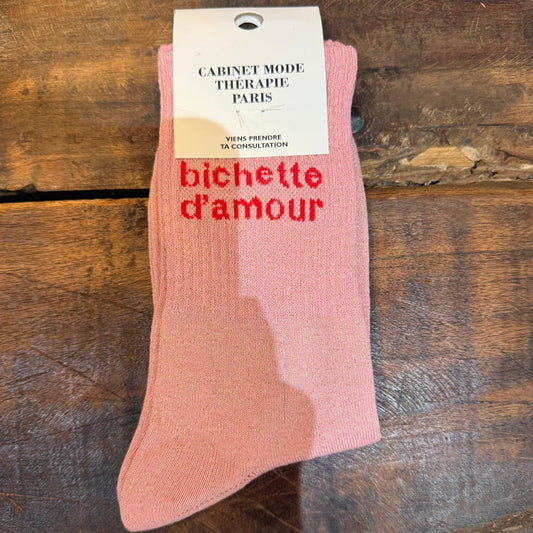 CABINET MODE
THÉRAPIE
PARIS
VIENS PRENDRE
TA CONSULTATION
bichette
d'amour